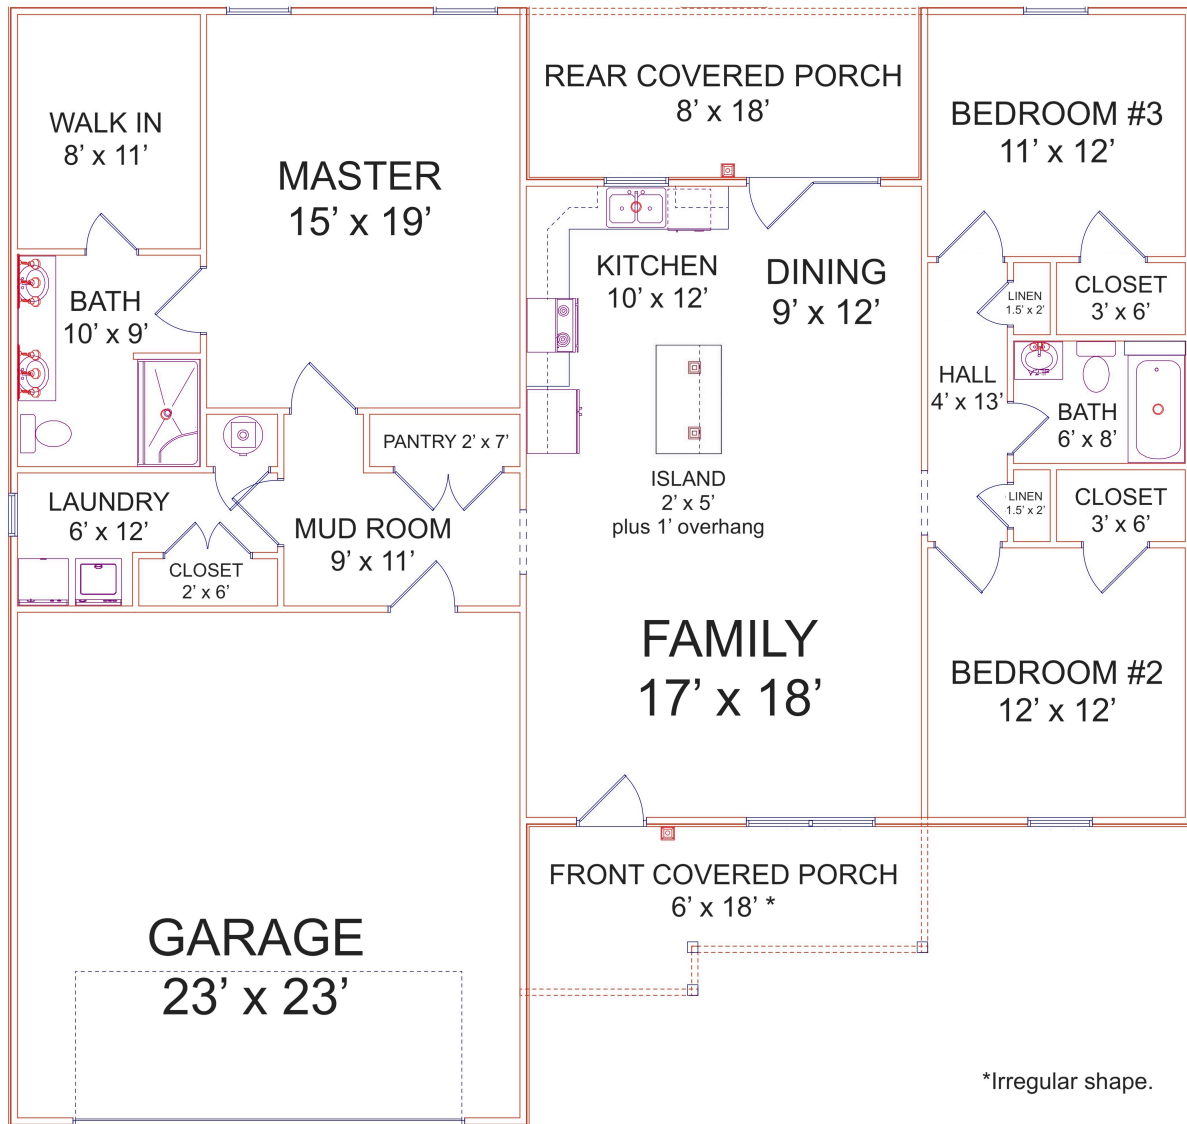 REAR COVERED PORCH
8’ x 18’
WALK IN
8’ x 11’
MASTER
15’ x 19’
BEDROOM #3
11’ x 12’
KITCHEN
10’ x 12’
DINING
9’ x 12’
BATH
10’ x 9’
LINEN
1.5’ x 2’
CLOSET
3’ x 6’
HALL
4’ x 13’
BATH
6’ x 8’
PANTRY 2’ x 7’
ISLAND
2’ x 5’
plus 1’ overhang
LAUNDRY
6’ x 12’
MUD ROOM
9’ x 11’
LINEN
1.5’ x 2’
CLOSET
3’ x 6’
CLOSET
2’ x 6’
FAMILY
17’ x 18’
BEDROOM #2
12’ x 12’
FRONT COVERED PORCH
6’ x 18’ *
GARAGE
23’ x 23’
*Irregular shape.